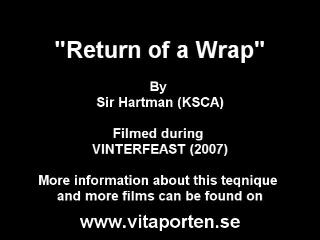 "Return of a Wrap"
By
Sir Hartman (KSCA)
Filmed during
VINTERFEAST (2007)
More information about this teqnique
and more films can be found on
www.vitaporten.se